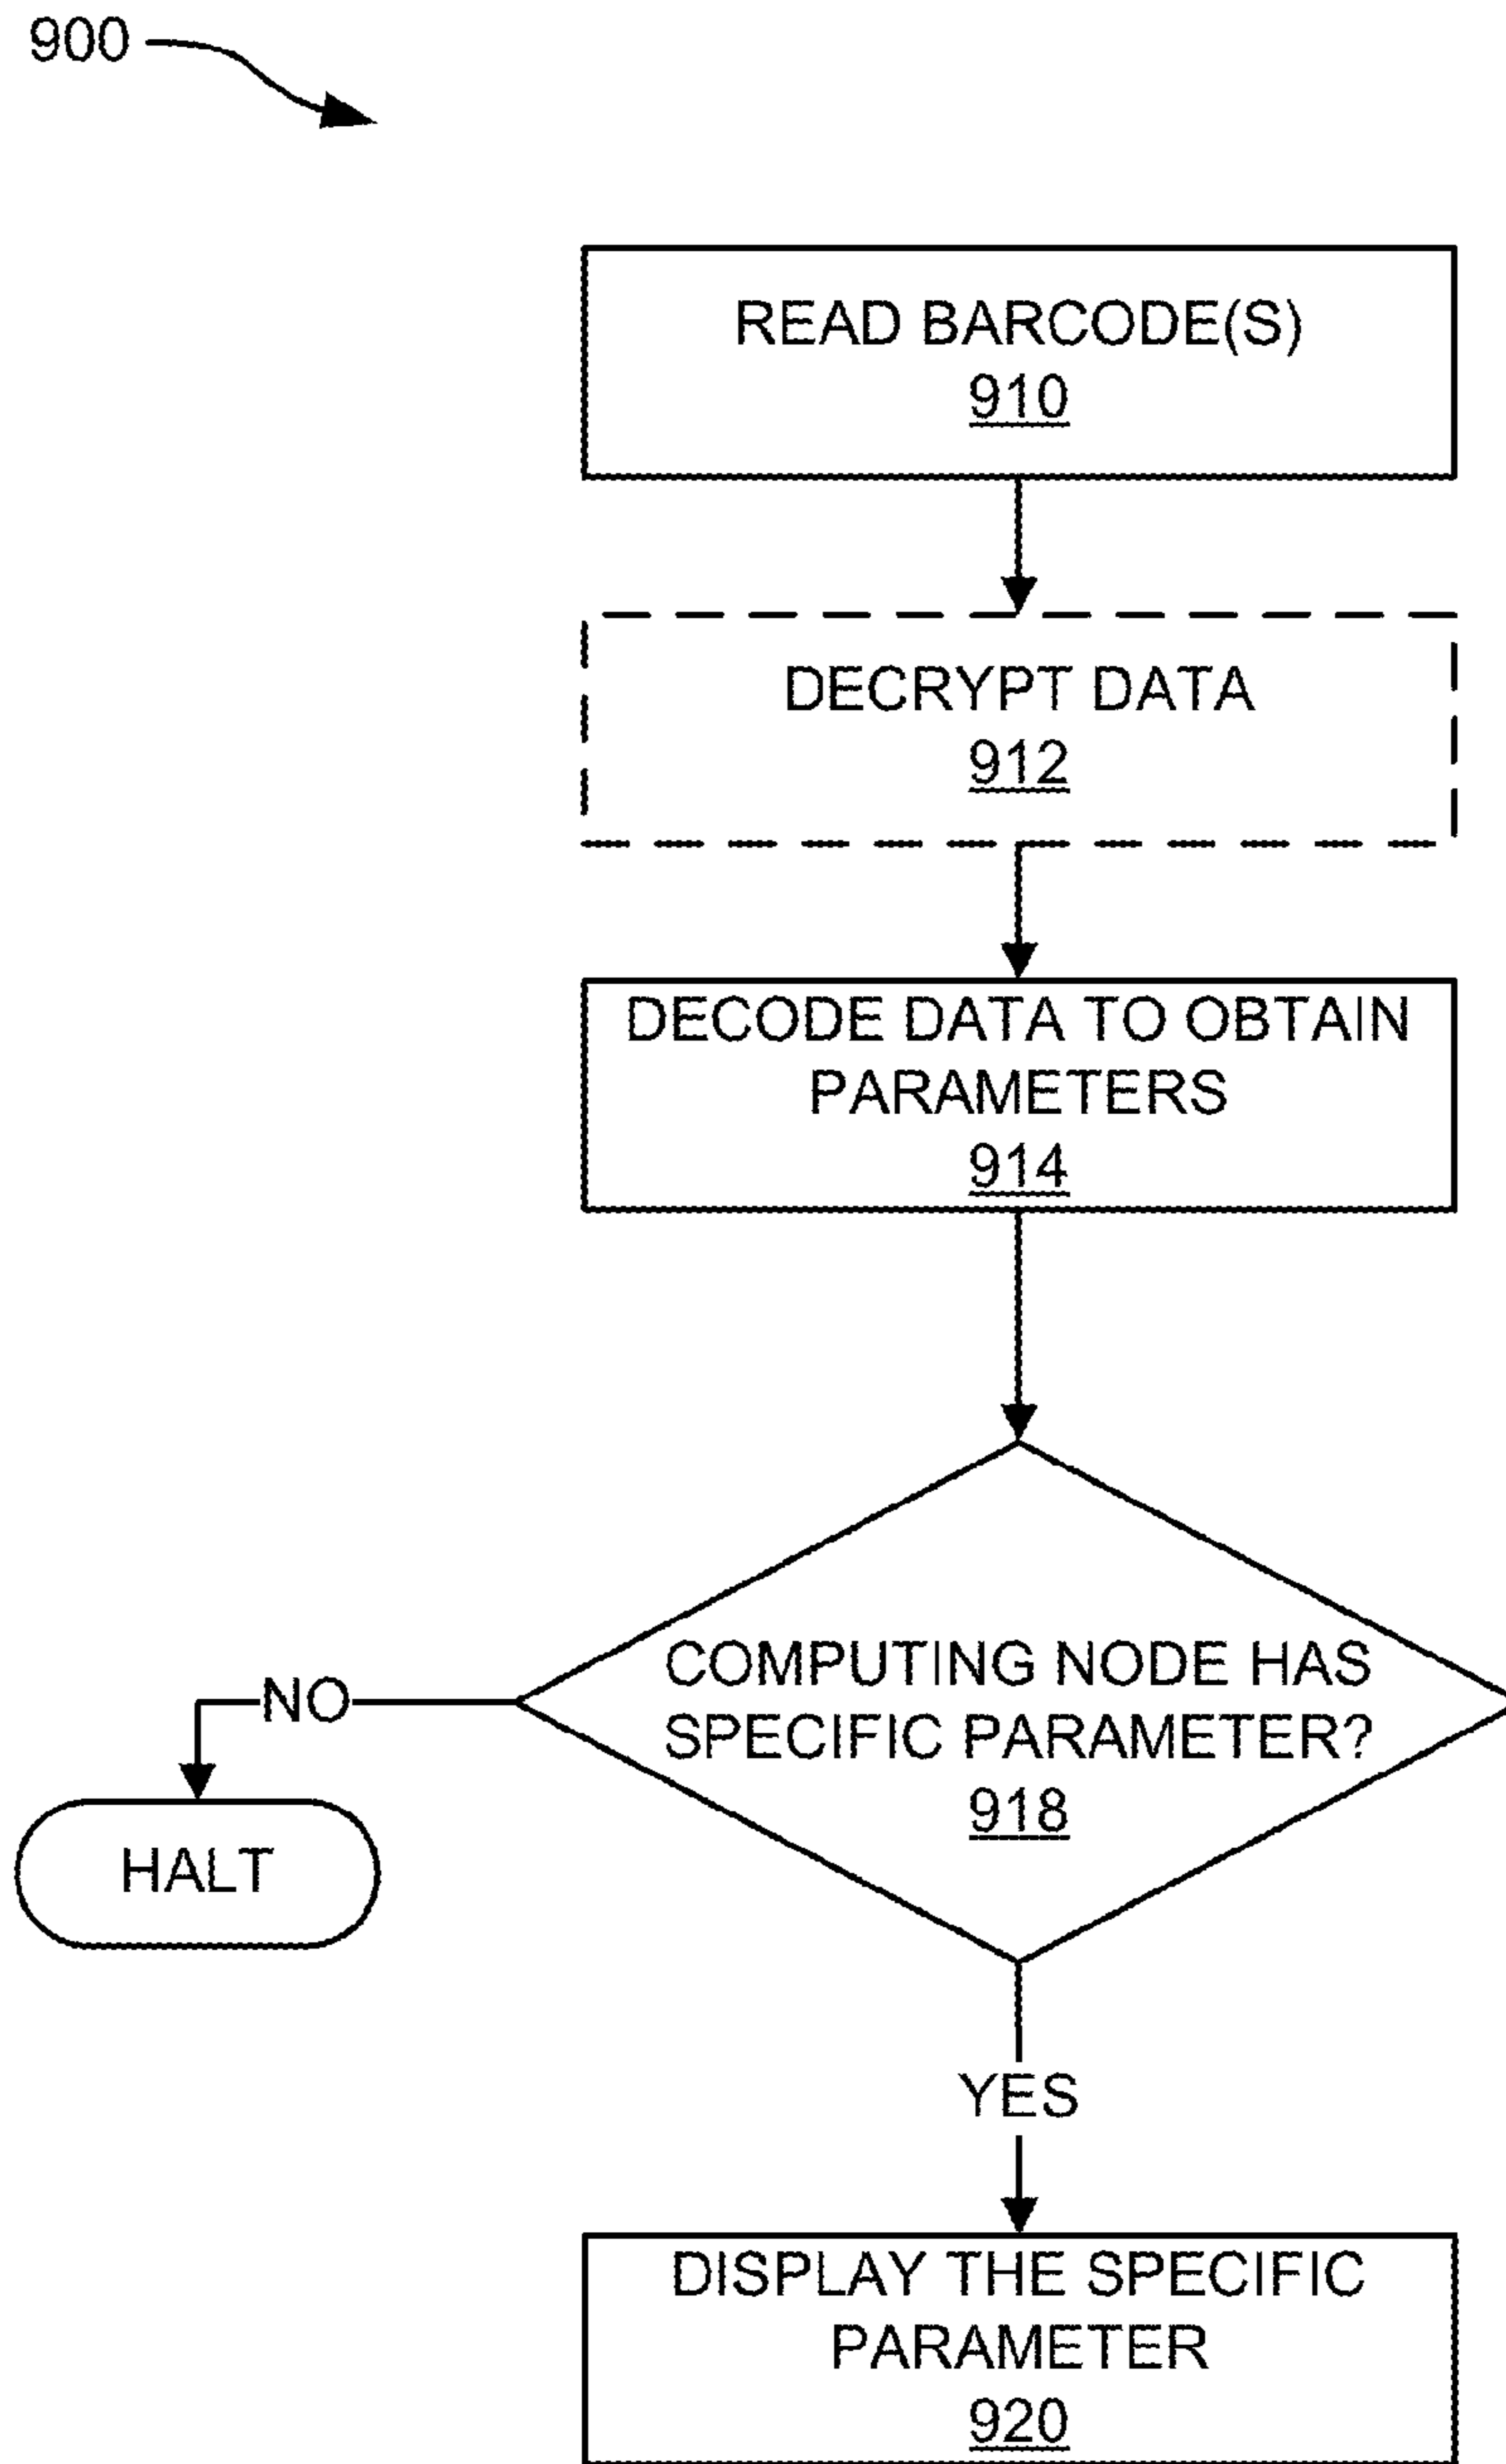 900
READ BARCODE(S)
910
DECRYPT DATA
912
DECODE DATA TO OBTAIN
PARAMETERS
914
COMPUTING NODE HAS
SPECIFIC PARAMETER?
918
NO
HALT
YES
DISPLAY THE SPECIFIC
PARAMETER
920